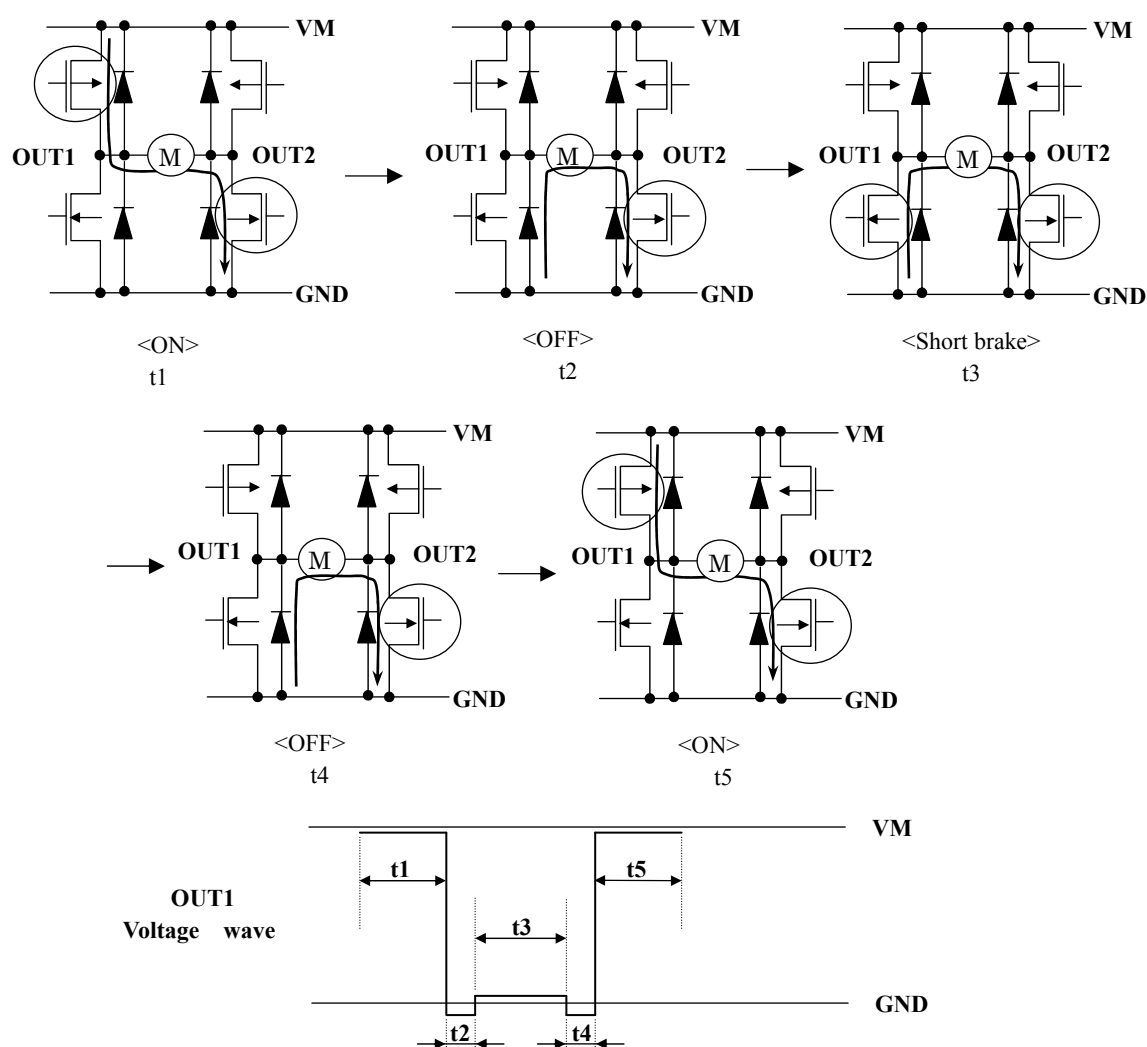 VM
M
OUT1
OUT2
GND
<ON>
t1
VM
M
OUT1
OUT2
GND
<OFF>
t2
VM
M
OUT1
OUT2
GND
<Short brake>
t3
VM
M
OUT1
OUT2
GND
<OFF>
t4
VM
M
OUT1
OUT2
GND
<ON>
t5
VM
t1
t5
OUT1
Voltage wave
t3
GND
t2
t4